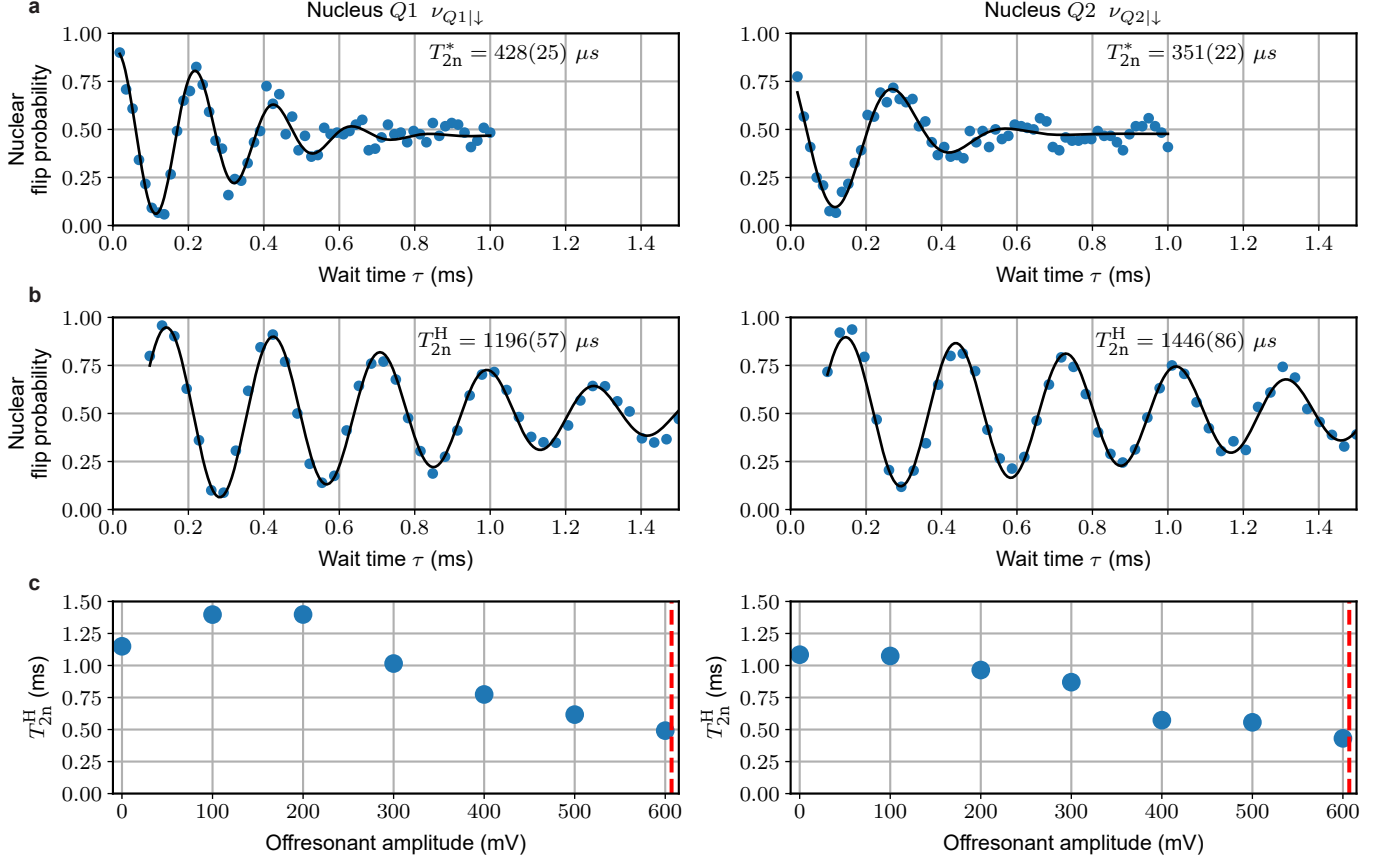 a
Nucleus Q1 ν_{Q1|↓}
Nucleus Q2 ν_{Q2|↓}
Nuclear
flip probability
1.00
0.75
0.50
0.25
0.00
T*_{2n} = 428(25) μs
0.0 0.2 0.4 0.6 0.8 1.0 1.2 1.4
Wait time τ (ms)
1.00
0.75
0.50
0.25
0.00
T*_{2n} = 351(22) μs
0.0 0.2 0.4 0.6 0.8 1.0 1.2 1.4
Wait time τ (ms)
b
Nuclear
flip probability
1.00
0.75
0.50
0.25
0.00
T^H_{2n} = 1196(57) μs
0.0 0.2 0.4 0.6 0.8 1.0 1.2 1.4
Wait time τ (ms)
1.00
0.75
0.50
0.25
0.00
T^H_{2n} = 1446(86) μs
0.0 0.2 0.4 0.6 0.8 1.0 1.2 1.4
Wait time τ (ms)
c
T^H_{2n} (ms)
1.50
1.25
1.00
0.75
0.50
0.25
0.00
0 100 200 300 400 500 600
Offresonant amplitude (mV)
T^H_{2n} (ms)
1.50
1.25
1.00
0.75
0.50
0.25
0.00
0 100 200 300 400 500 600
Offresonant amplitude (mV)